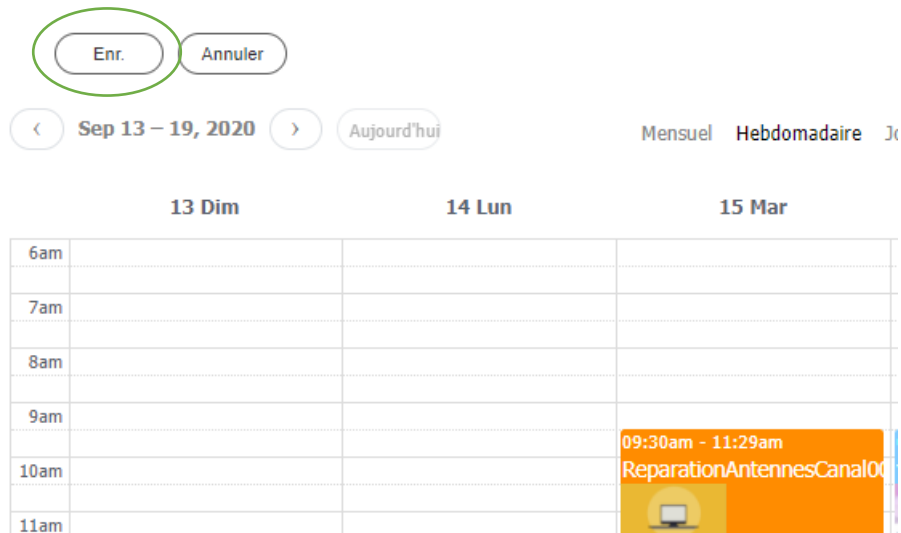 Enr. Annuler
Sep 13 – 19, 2020 Aujourd'hui Mensuel Hebdomadaire
13 Dim 14 Lun 15 Mar
6am
7am
8am
9am
09:30am - 11:29am
10am ReparationAntennesCanal00
11am